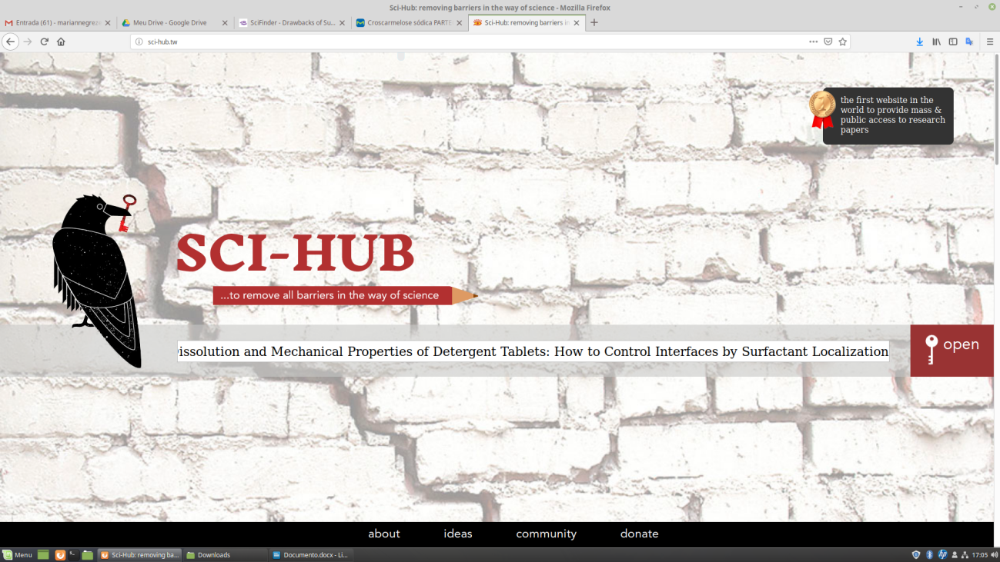 Sci-Hub: removing barriers in the way of science - Mozilla Firefox
Entrada (61) - mariannegrez
Meu Drive - Google Drive
SciFinder - Drawbacks of Su...
Croscarmelose sódica PARTE
Sci-Hub: removing barriers in
sci-hub.tw
the first website in the
world to provide mass &
public access to research
papers
SCI-HUB
...to remove all barriers in the way of science
issolution and Mechanical Properties of Detergent Tablets: How to Control Interfaces by Surfactant Localization
open
about
ideas
community
donate
Menu
Sci-Hub: removing ba...
Downloads
Documento.docx - Li...
17:05